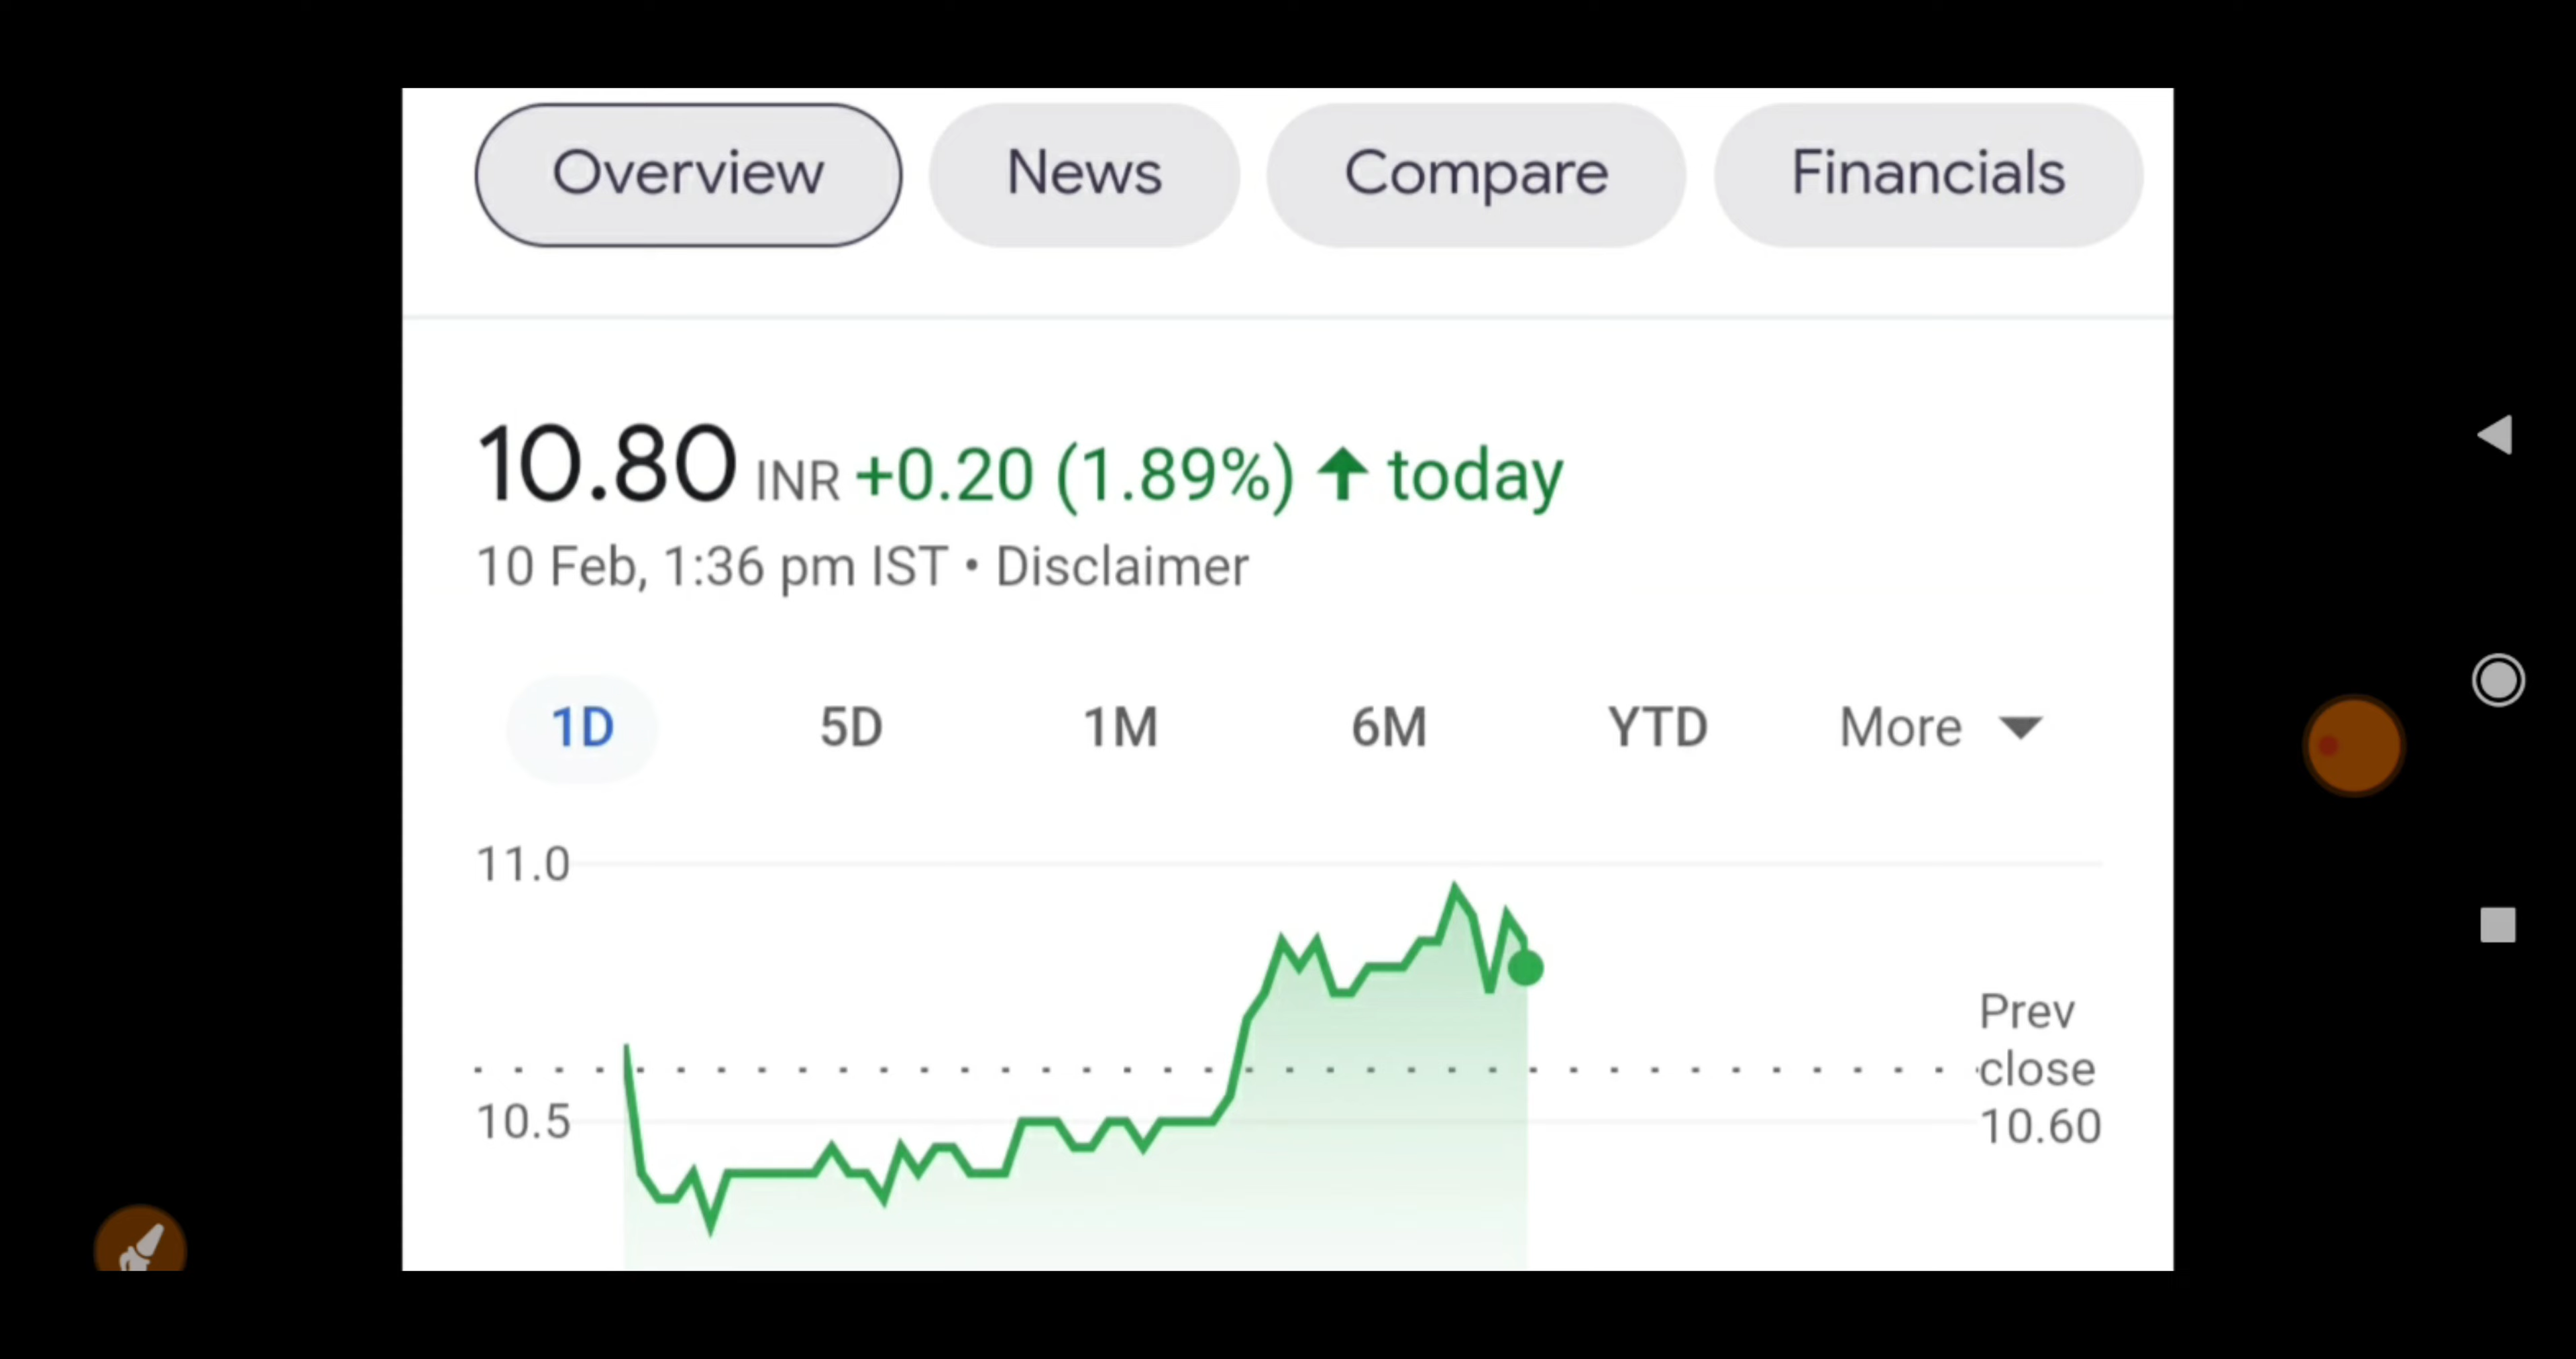 Overview News Compare Financials
10.80 INR +0.20 (1.89%) ↑ today
10 Feb, 1:36 pm IST • Disclaimer
1D 5D 1M 6M YTD More
11.0
10.5
Prev
close
10.60